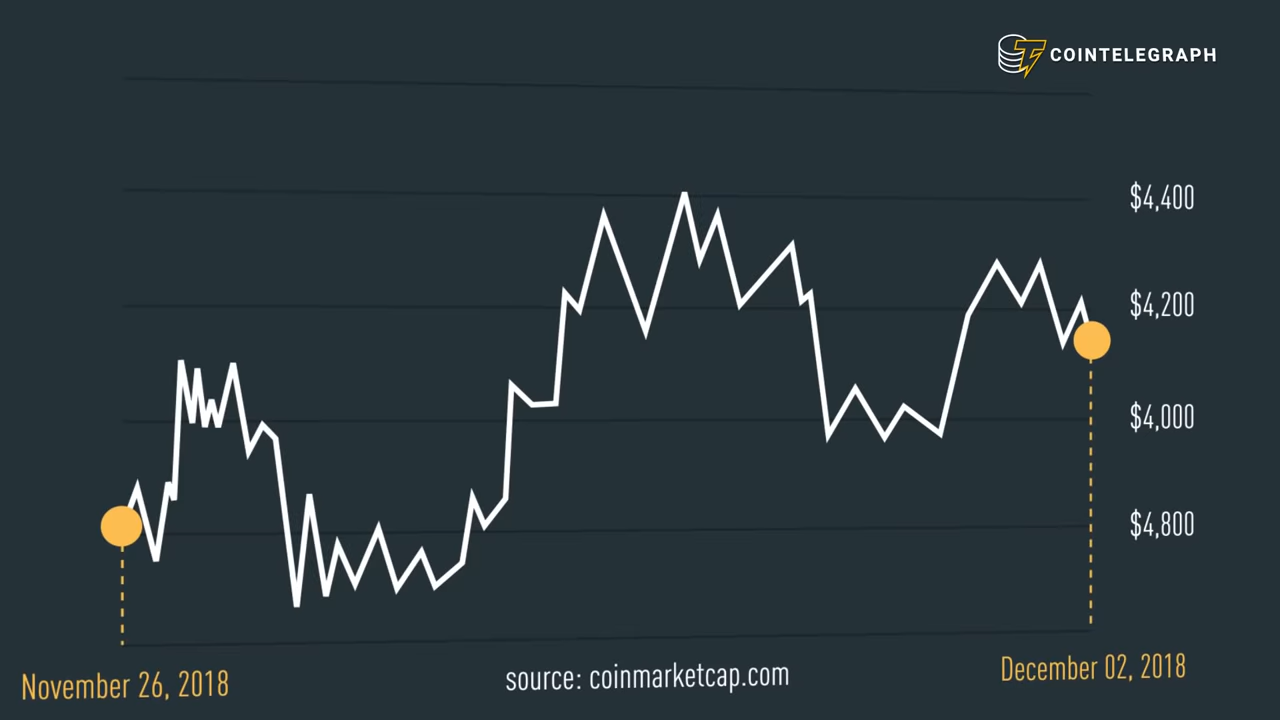 COINTELEGRAPH
$4,400
$4,200
$4,000
$4,800
November 26, 2018
source: coinmarketcap.com
December 02, 2018